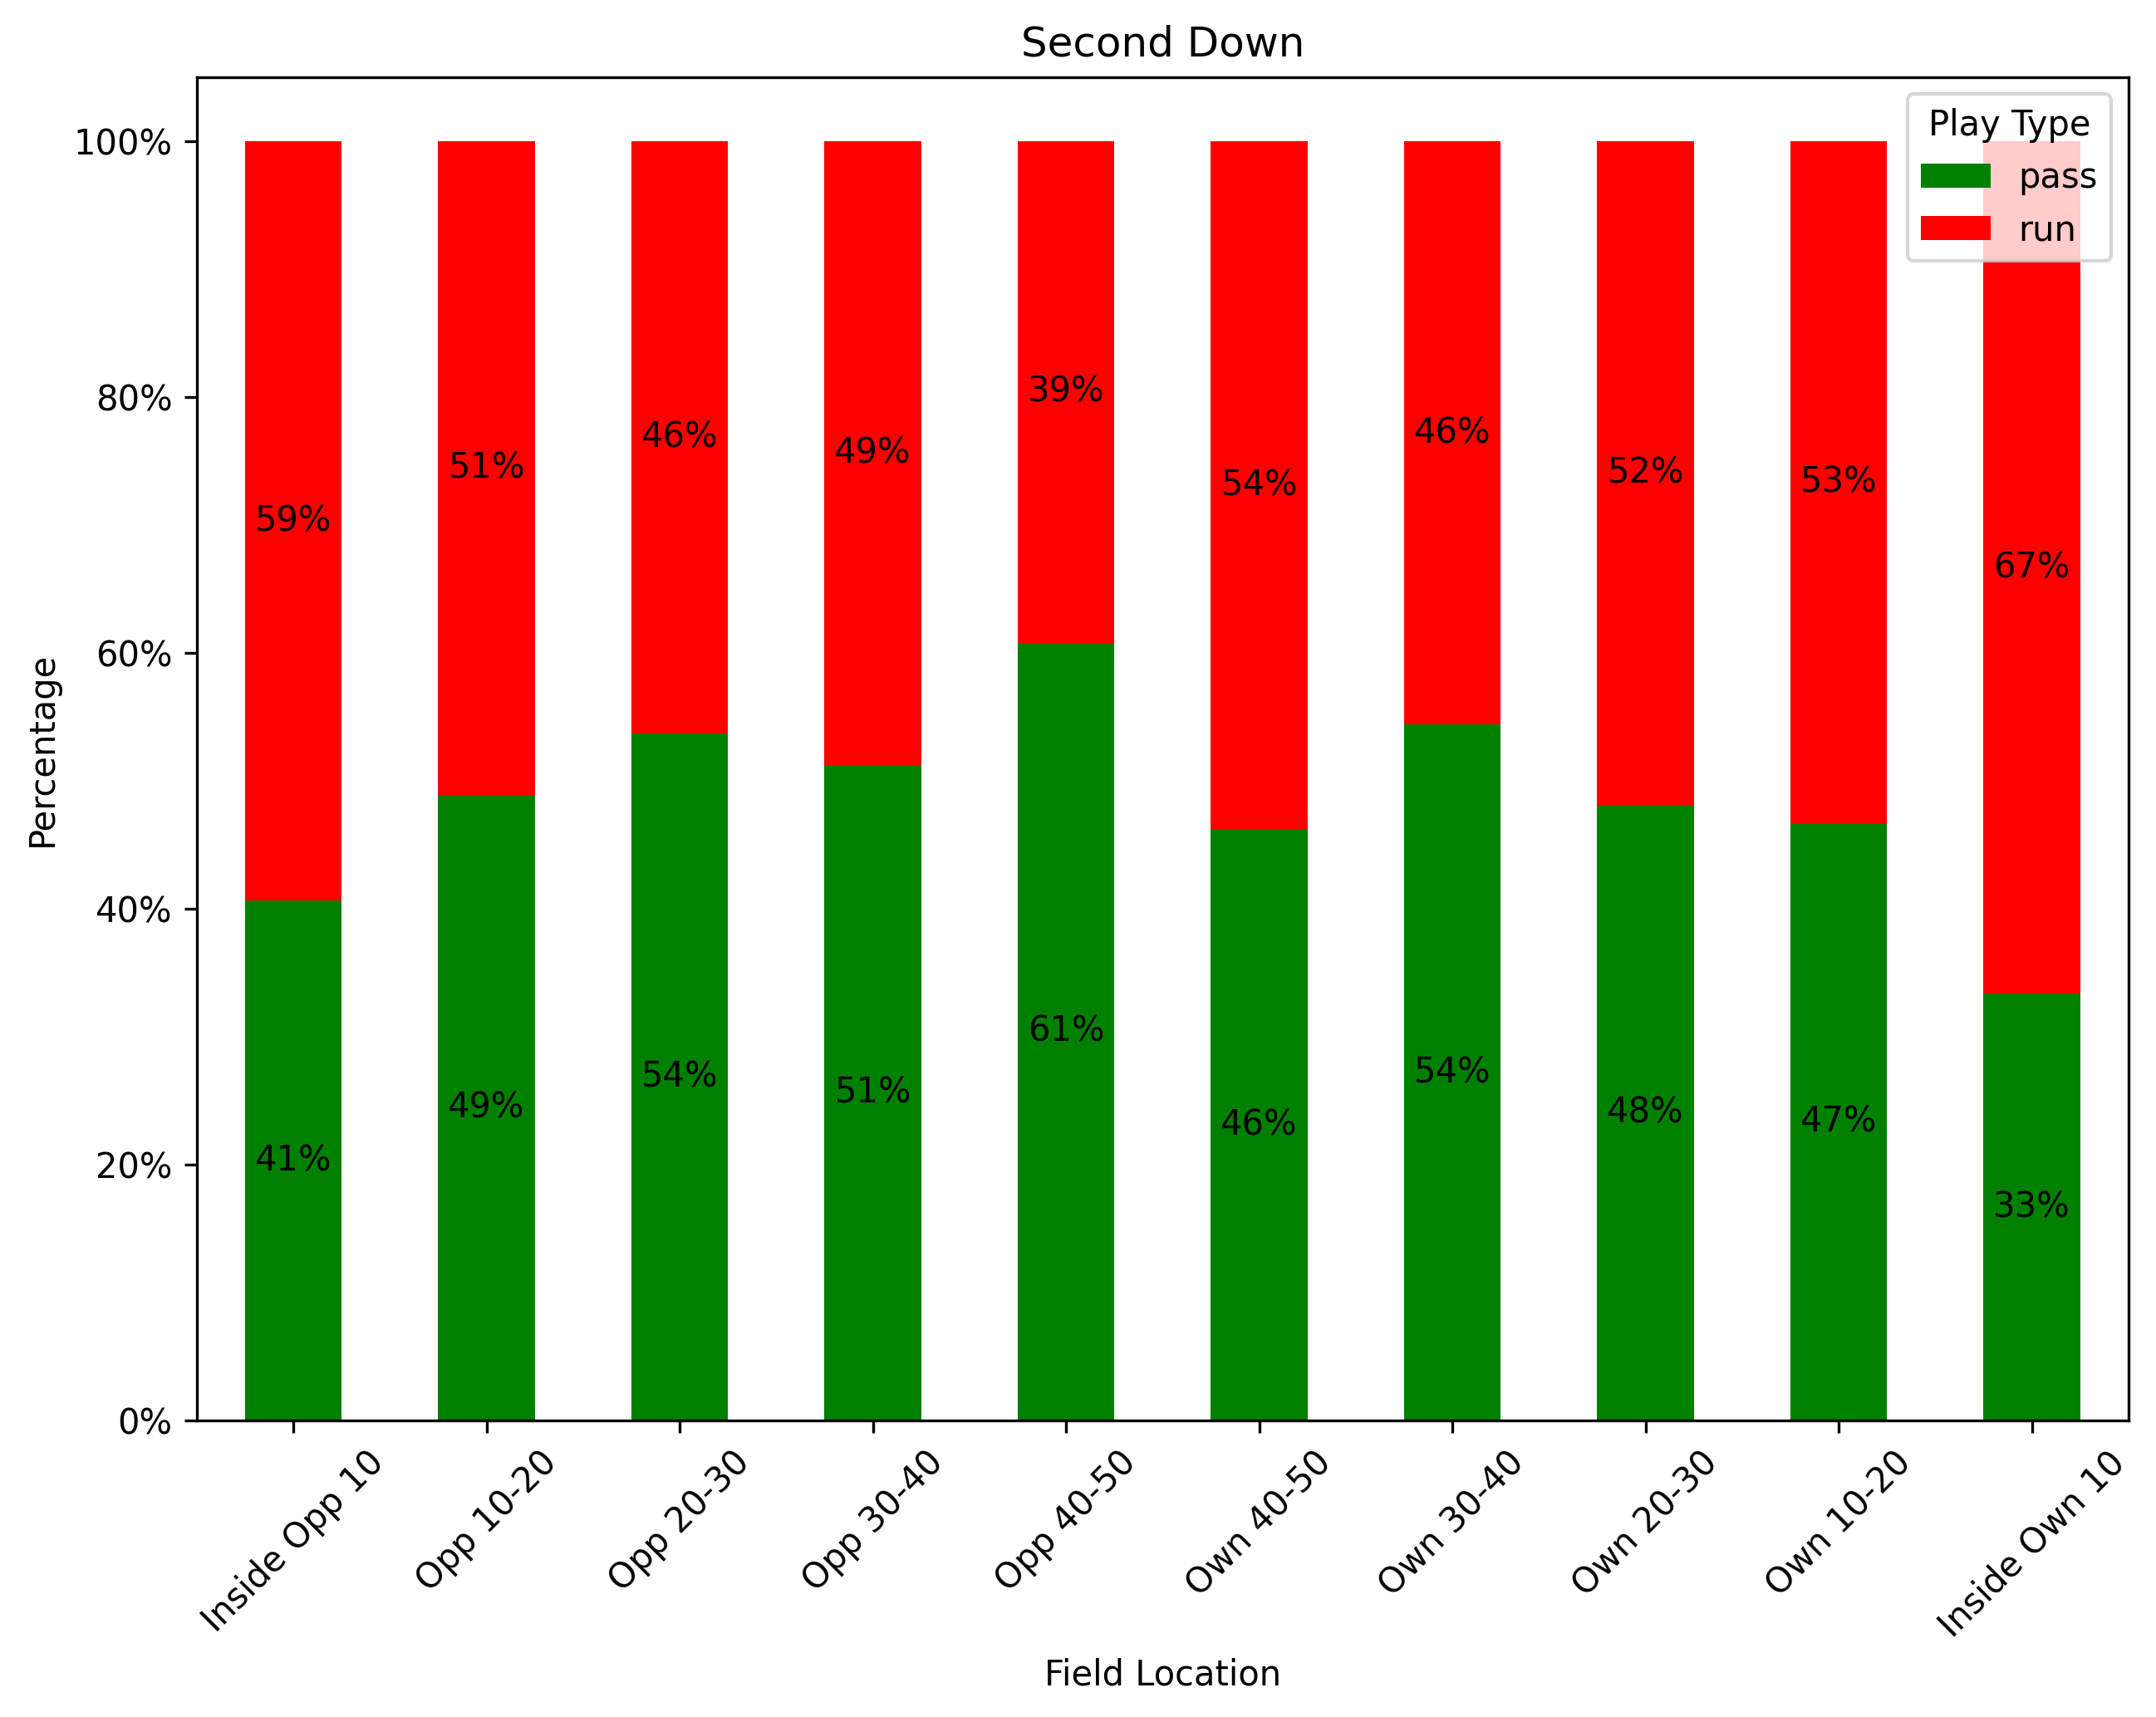 Second Down
Play Type
pass
run
Percentage
100%
80%
60%
40%
20%
0%
59%
51%
46%
49%
39%
54%
46%
52%
53%
67%
41%
49%
54%
51%
61%
46%
54%
48%
47%
33%
Inside Opp 10
Opp 10-20
Opp 20-30
Opp 30-40
Opp 40-50
Own 40-50
Own 30-40
Own 20-30
Own 10-20
Inside Own 10
Field Location